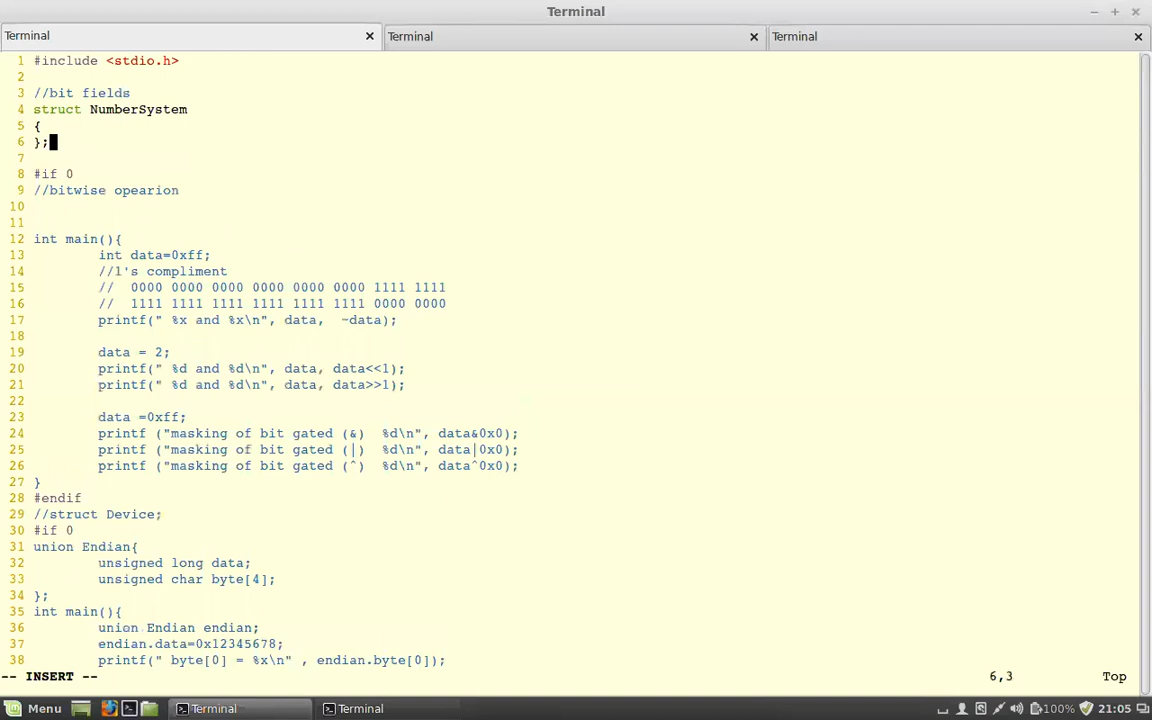 Terminal
Terminal Terminal Terminal
1 #include <stdio.h>
2
3 //bit fields
4 struct NumberSystem
5 {
6 };
7
8 #if 0
9 //bitwise opearion
10
11
12 int main(){
13 int data=0xff;
14 //1's compliment
15 // 0000 0000 0000 0000 0000 0000 1111 1111
16 // 1111 1111 1111 1111 1111 1111 0000 0000
17 printf(" %x and %x\n", data, ~data);
18
19 data = 2;
20 printf(" %d and %d\n", data, data<<1);
21 printf(" %d and %d\n", data, data>>1);
22
23 data =0xff;
24 printf ("masking of bit gated (&) %d\n", data&0x0);
25 printf ("masking of bit gated (|) %d\n", data|0x0);
26 printf ("masking of bit gated (^) %d\n", data^0x0);
27 }
28 #endif
29 //struct Device;
30 #if 0
31 union Endian{
32 unsigned long data;
33 unsigned char byte[4];
34 };
35 int main(){
36 union Endian endian;
37 endian.data=0x12345678;
38 printf(" byte[0] = %x\n" , endian.byte[0]);
-- INSERT -- 6,3 Top
Menu Terminal Terminal 100% 21:05